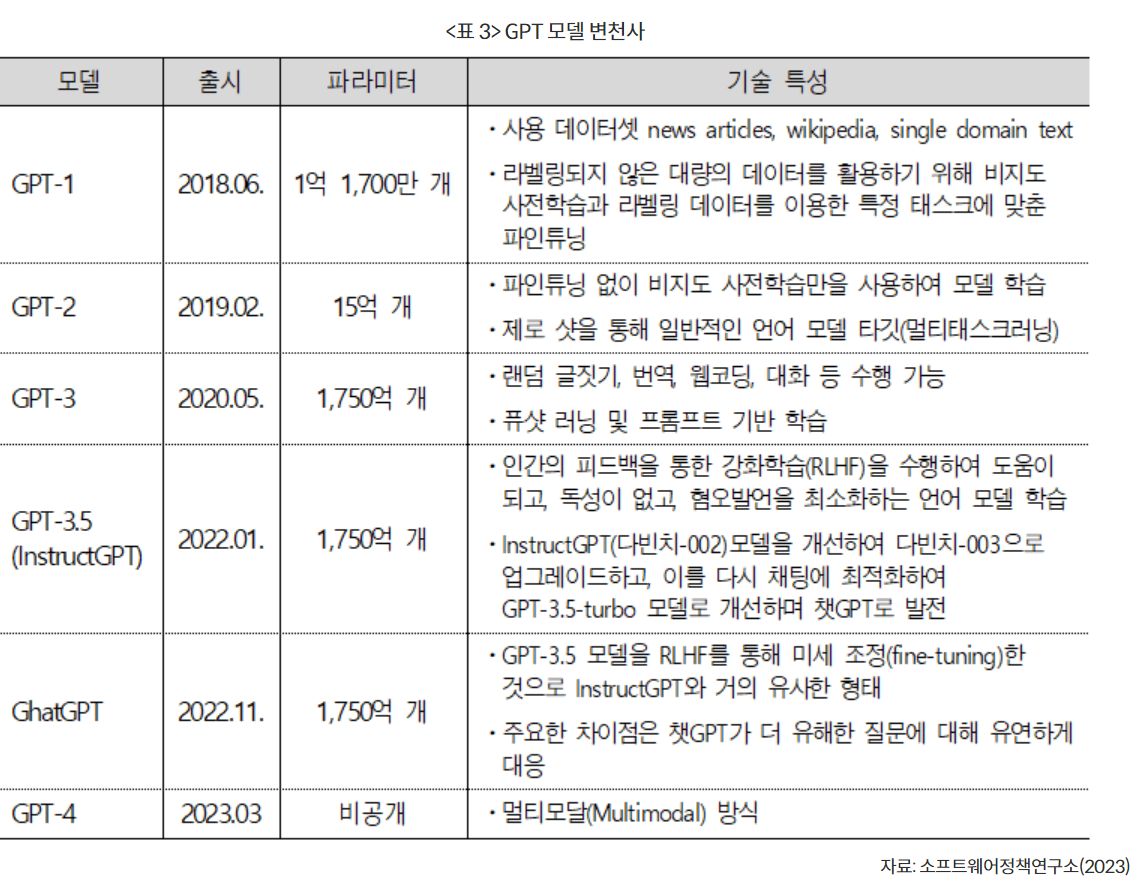 <표 3> GPT 모델 변천사
모델 출시 파라미터 기술 특성
GPT-1 2018.06. 1억 1,700만 개
・사용 데이터셋 news articles, wikipedia, single domain text
・라벨링되지 않은 대량의 데이터를 활용하기 위해 비지도
사전학습과 라벨링 데이터를 이용한 특정 태스크에 맞춘
파인튜닝
GPT-2 2019.02. 15억 개
・파인튜닝 없이 비지도 사전학습만을 사용하여 모델 학습
・제로 샷을 통해 일반적인 언어 모델 타깃(멀티태스크러닝)
GPT-3 2020.05. 1,750억 개
・랜덤 글짓기, 번역, 웹코딩, 대화 등 수행 가능
・퓨샷 러닝 및 프롬프트 기반 학습
GPT-3.5
(InstructGPT) 2022.01. 1,750억 개
・인간의 피드백을 통한 강화학습(RLHF)을 수행하여 도움이
되고, 독성이 없고, 혐오발언을 최소화하는 언어 모델 학습
・InstructGPT(다빈치-002)모델을 개선하여 다빈치-003으로
업그레이드하고, 이를 다시 채팅에 최적화하여
GPT-3.5-turbo 모델로 개선하며 챗GPT로 발전
GhatGPT 2022.11. 1,750억 개
・GPT-3.5 모델을 RLHF를 통해 미세 조정(fine-tuning)한
것으로 InstructGPT와 거의 유사한 형태
・주요한 차이점은 챗GPT가 더 유해한 질문에 대해 유연하게
대응
GPT-4 2023.03 비공개
・멀티모달(Multimodal) 방식
자료: 소프트웨어정책연구소(2023)